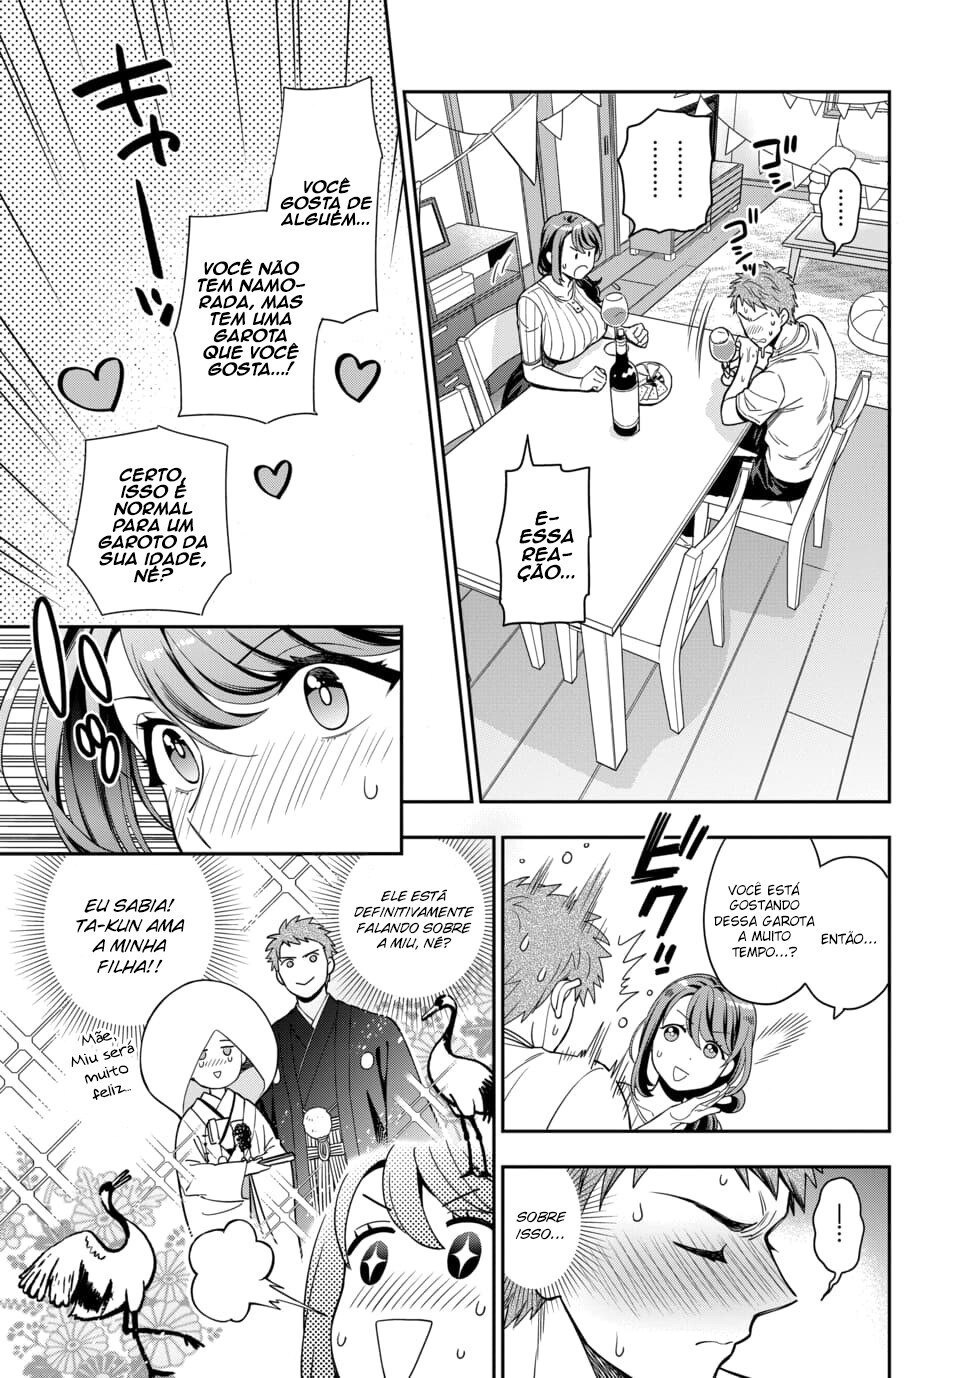 ………
………
……
ゴボ
ゴボ
E-
ESSA
REA-
ÇÃO...
VOCÊ
GOSTA DE
ALGUÉM...
VOCÊ NÃO
TEM NAMO-
RADA, MAS
TEM UMA
GAROTA
QUE VOCÊ
GOSTA...!
キャーッ
CERTO,
ISSO É
NORMAL
PARA UM
GAROTO DA
SUA IDADE,
NÉ?
ENTÃO...
VOCÊ ESTÁ
GOSTANDO
DESSA GAROTA
A MUITO
TEMPO...?
ビクッ
……
SOBRE
ISSO...
ELE ESTÁ
DEFINITIVAMENTE
FALANDO SOBRE
A MIU, NÉ?
EU SABIA!
TA-KUN AMA
A MINHA
FILHA!!
Mãe,
Miu será
muito
feliz...